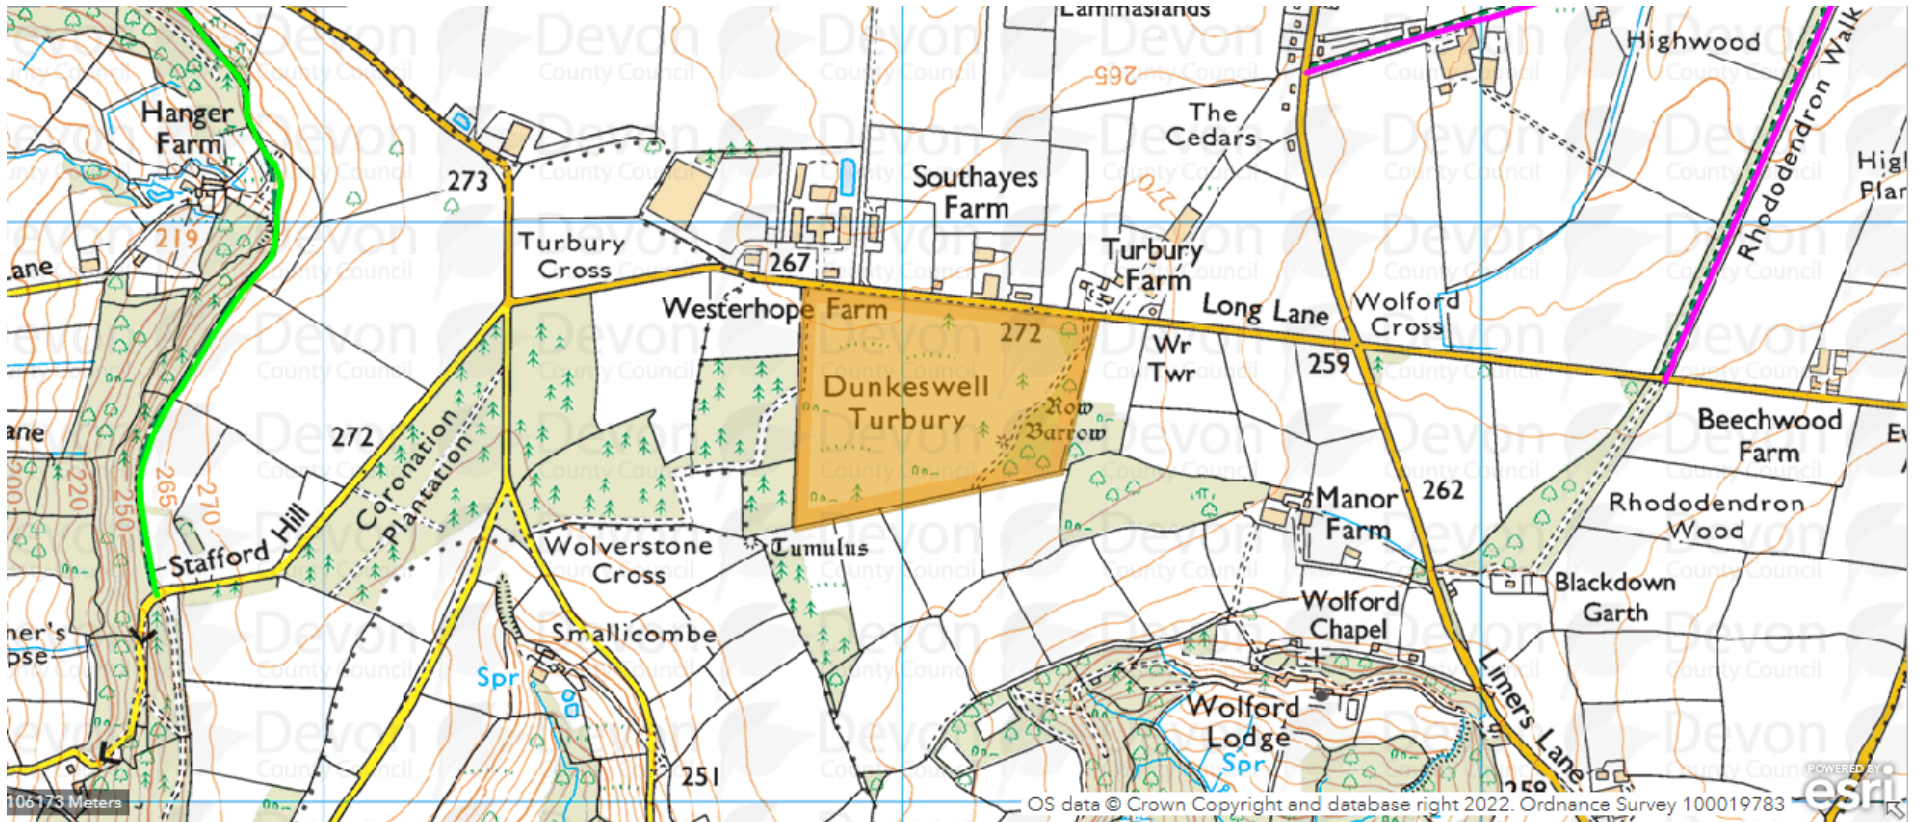 Lammaslands
Highwood
Rhododendron Walk
Hanger
Farm
265
The
Cedars
273
Southayes
Farm
270
219
Turbury
Cross
267
Turbury
Farm
Westerhope Farm
272
Long Lane
Wolford
Cross
Wr
Twr
259
Dunkeswell
Turbury
Row
Barrow
Beechwood
Farm
272
Coronation
Plantation
200
220
250
265
270
Stafford Hill
Manor
Farm
262
Rhododendron
Wood
Wolverstone
Cross
Tumulus
Blackdown
Garth
Wolford
Chapel
Smallicombe
Spr
Limers Lane
Wolford
Lodge
Spr
251
258
106173 Meters
OS data © Crown Copyright and database right 2022. Ordnance Survey 100019783
POWERED BY
esri
Devon
County Council